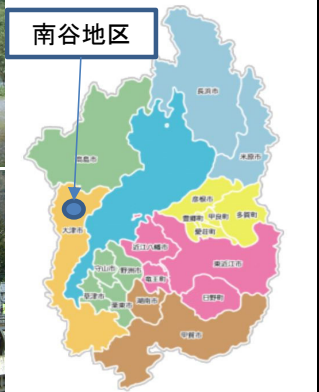 南谷地区
長浜市
高島市
米原市
彦根市
多賀町
豊郷町
甲良町
愛荘町
大津市
近江八幡市
東近江市
守山市
野洲市
竜王町
草津市
栗東市
湖南市
日野町
甲賀市